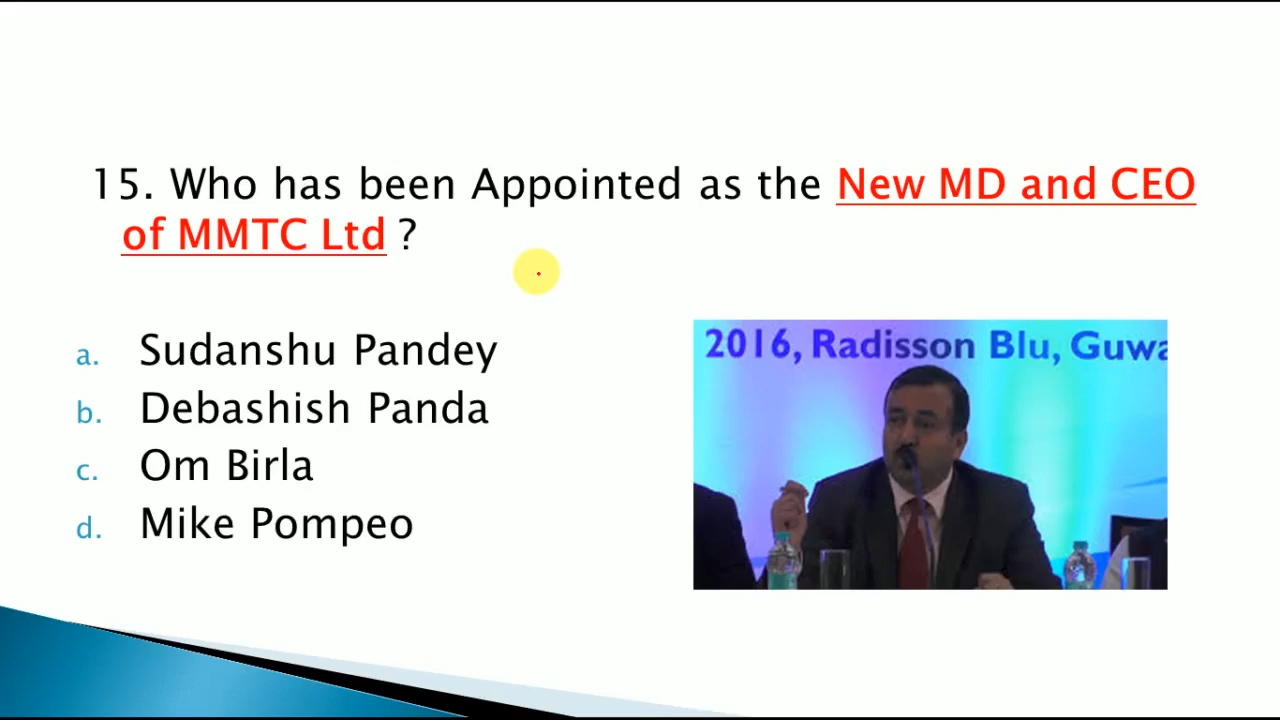 15. Who has been Appointed as the New MD and CEO
of MMTC Ltd ?
a. Sudanshu Pandey
b. Debashish Panda
c. Om Birla
d. Mike Pompeo
2016, Radisson Blu,